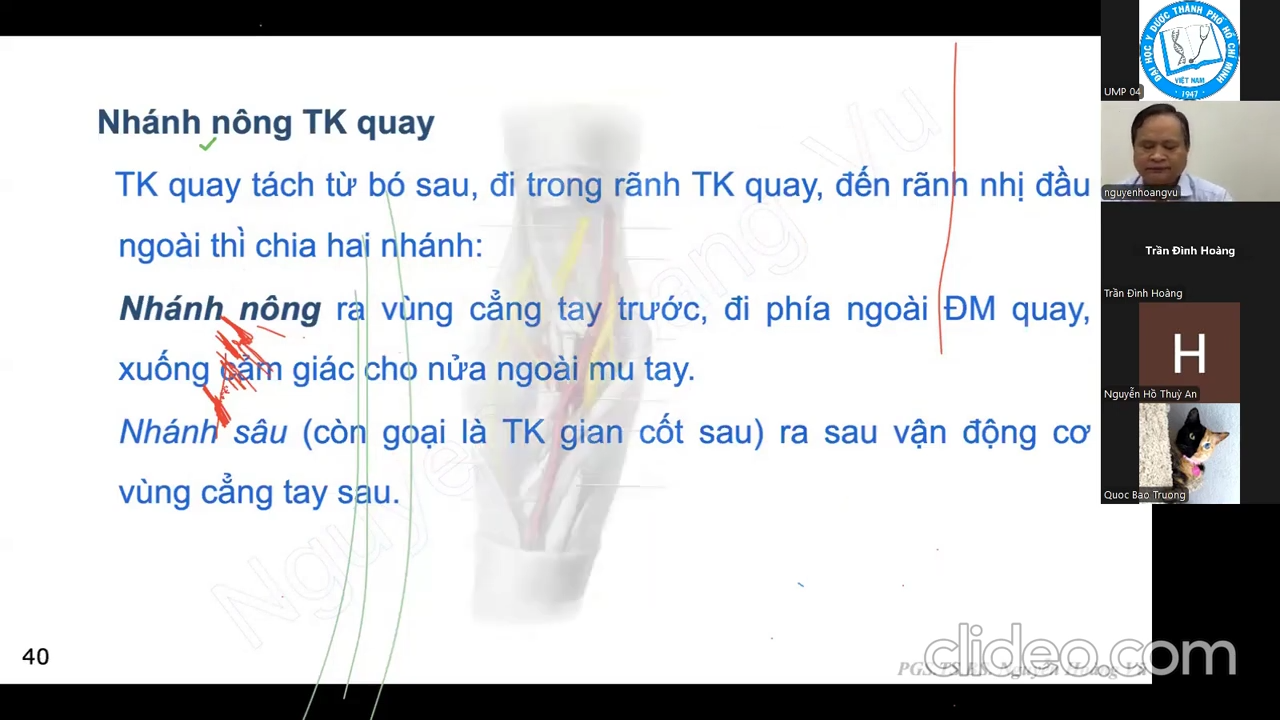 Nhánh nông TK quay
TK quay tách từ bó sau, đi trong rãnh TK quay, đến rãnh nhị đầu
ngoài thì chia hai nhánh:
Nhánh nông ra vùng cẳng tay trước, đi phía ngoài ĐM quay,
xuống cảm giác cho nửa ngoài mu tay.
Nhánh sâu (còn goại là TK gian cốt sau) ra sau vận động cơ
vùng cẳng tay sau.
40
PGS.TS.BS. Nguyễn Hoàng Vũ
clideo.com
Nguyễn Hoàng Vũ
ĐẠI HỌC Y DƯỢC THÀNH PHỐ HỒ CHÍ MINH
VIỆT NAM
1947
UMP 04
nguyenhoangvu
Trần Đình Hoàng
Trần Đình Hoàng
H
Nguyễn Hồ Thuỳ An
Quoc Bao Truong